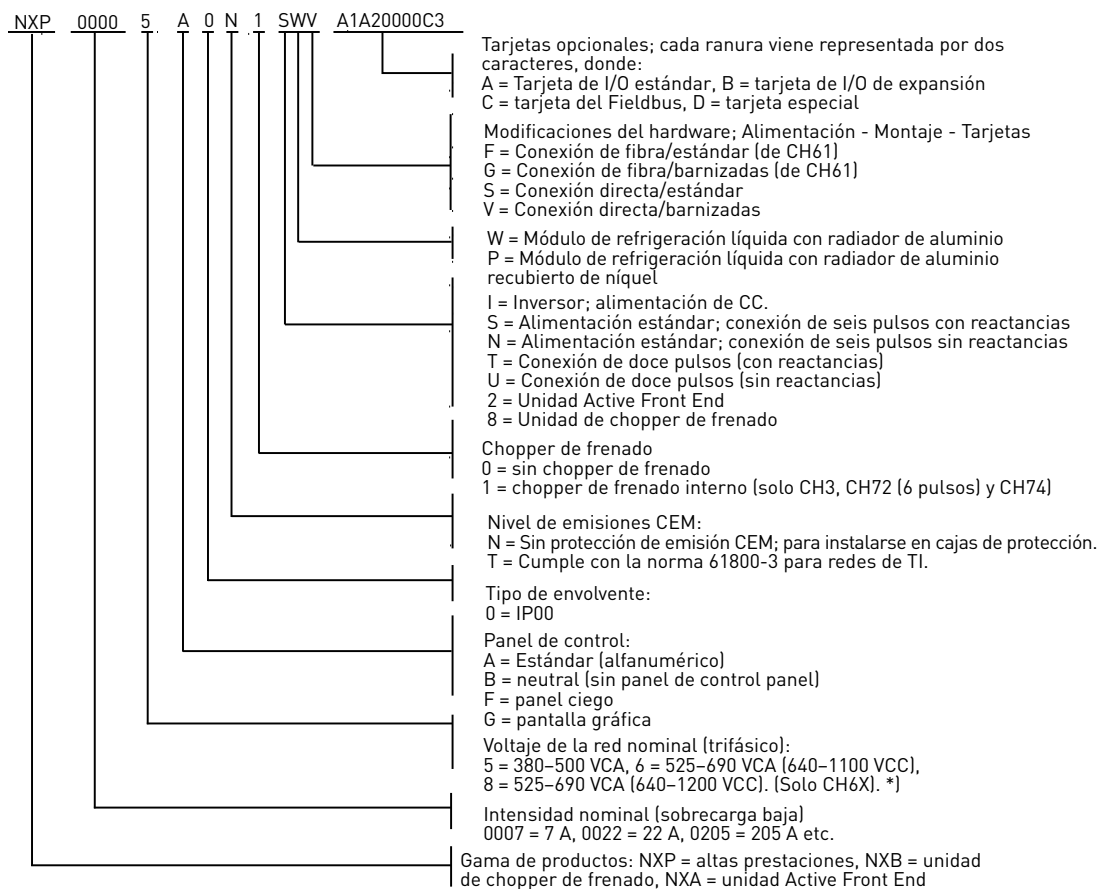 NXP 0000 5 A 0 N 1 SWV A1A20000C3
Tarjetas opcionales; cada ranura viene representada por dos
caracteres, donde:
A = Tarjeta de I/O estándar, B = tarjeta de I/O de expansión
C = tarjeta del Fieldbus, D = tarjeta especial
Modificaciones del hardware; Alimentación - Montaje - Tarjetas
F = Conexión de fibra/estándar (de CH61)
G = Conexión de fibra/barnizadas (de CH61)
S = Conexión directa/estándar
V = Conexión directa/barnizadas
W = Módulo de refrigeración líquida con radiador de aluminio
P = Módulo de refrigeración líquida con radiador de aluminio
recubierto de níquel
I = Inversor; alimentación de CC.
S = Alimentación estándar; conexión de seis pulsos con reactancias
N = Alimentación estándar; conexión de seis pulsos sin reactancias
T = Conexión de doce pulsos (con reactancias)
U = Conexión de doce pulsos (sin reactancias)
2 = Unidad Active Front End
8 = Unidad de chopper de frenado
Chopper de frenado
0 = sin chopper de frenado
1 = chopper de frenado interno (solo CH3, CH72 (6 pulsos) y CH74)
Nivel de emisiones CEM:
N = Sin protección de emisión CEM; para instalarse en cajas de protección.
T = Cumple con la norma 61800-3 para redes de TI.
Tipo de envolvente:
0 = IP00
Panel de control:
A = Estándar (alfanumérico)
B = neutral (sin panel de control panel)
F = panel ciego
G = pantalla gráfica
Voltaje de la red nominal (trifásico):
5 = 380–500 VCA, 6 = 525–690 VCA (640–1100 VCC),
8 = 525–690 VCA (640–1200 VCC). (Solo CH6X). *)
Intensidad nominal (sobrecarga baja)
0007 = 7 A, 0022 = 22 A, 0205 = 205 A etc.
Gama de productos: NXP = altas prestaciones, NXB = unidad
de chopper de frenado, NXA = unidad Active Front End